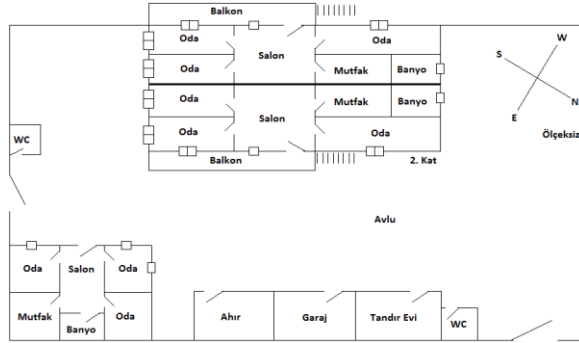 Balkon
W
Oda
Salon
Oda
S
Oda
Mutfak
Banyo
N
E
Oda
Mutfak
Banyo
Ölçeksiz
Salon
Oda
Oda
WC
Balkon
2. Kat
Avlu
Oda
Salon
Oda
Mutfak
Banyo
Oda
Ahır
Garaj
Tandır Evi
WC